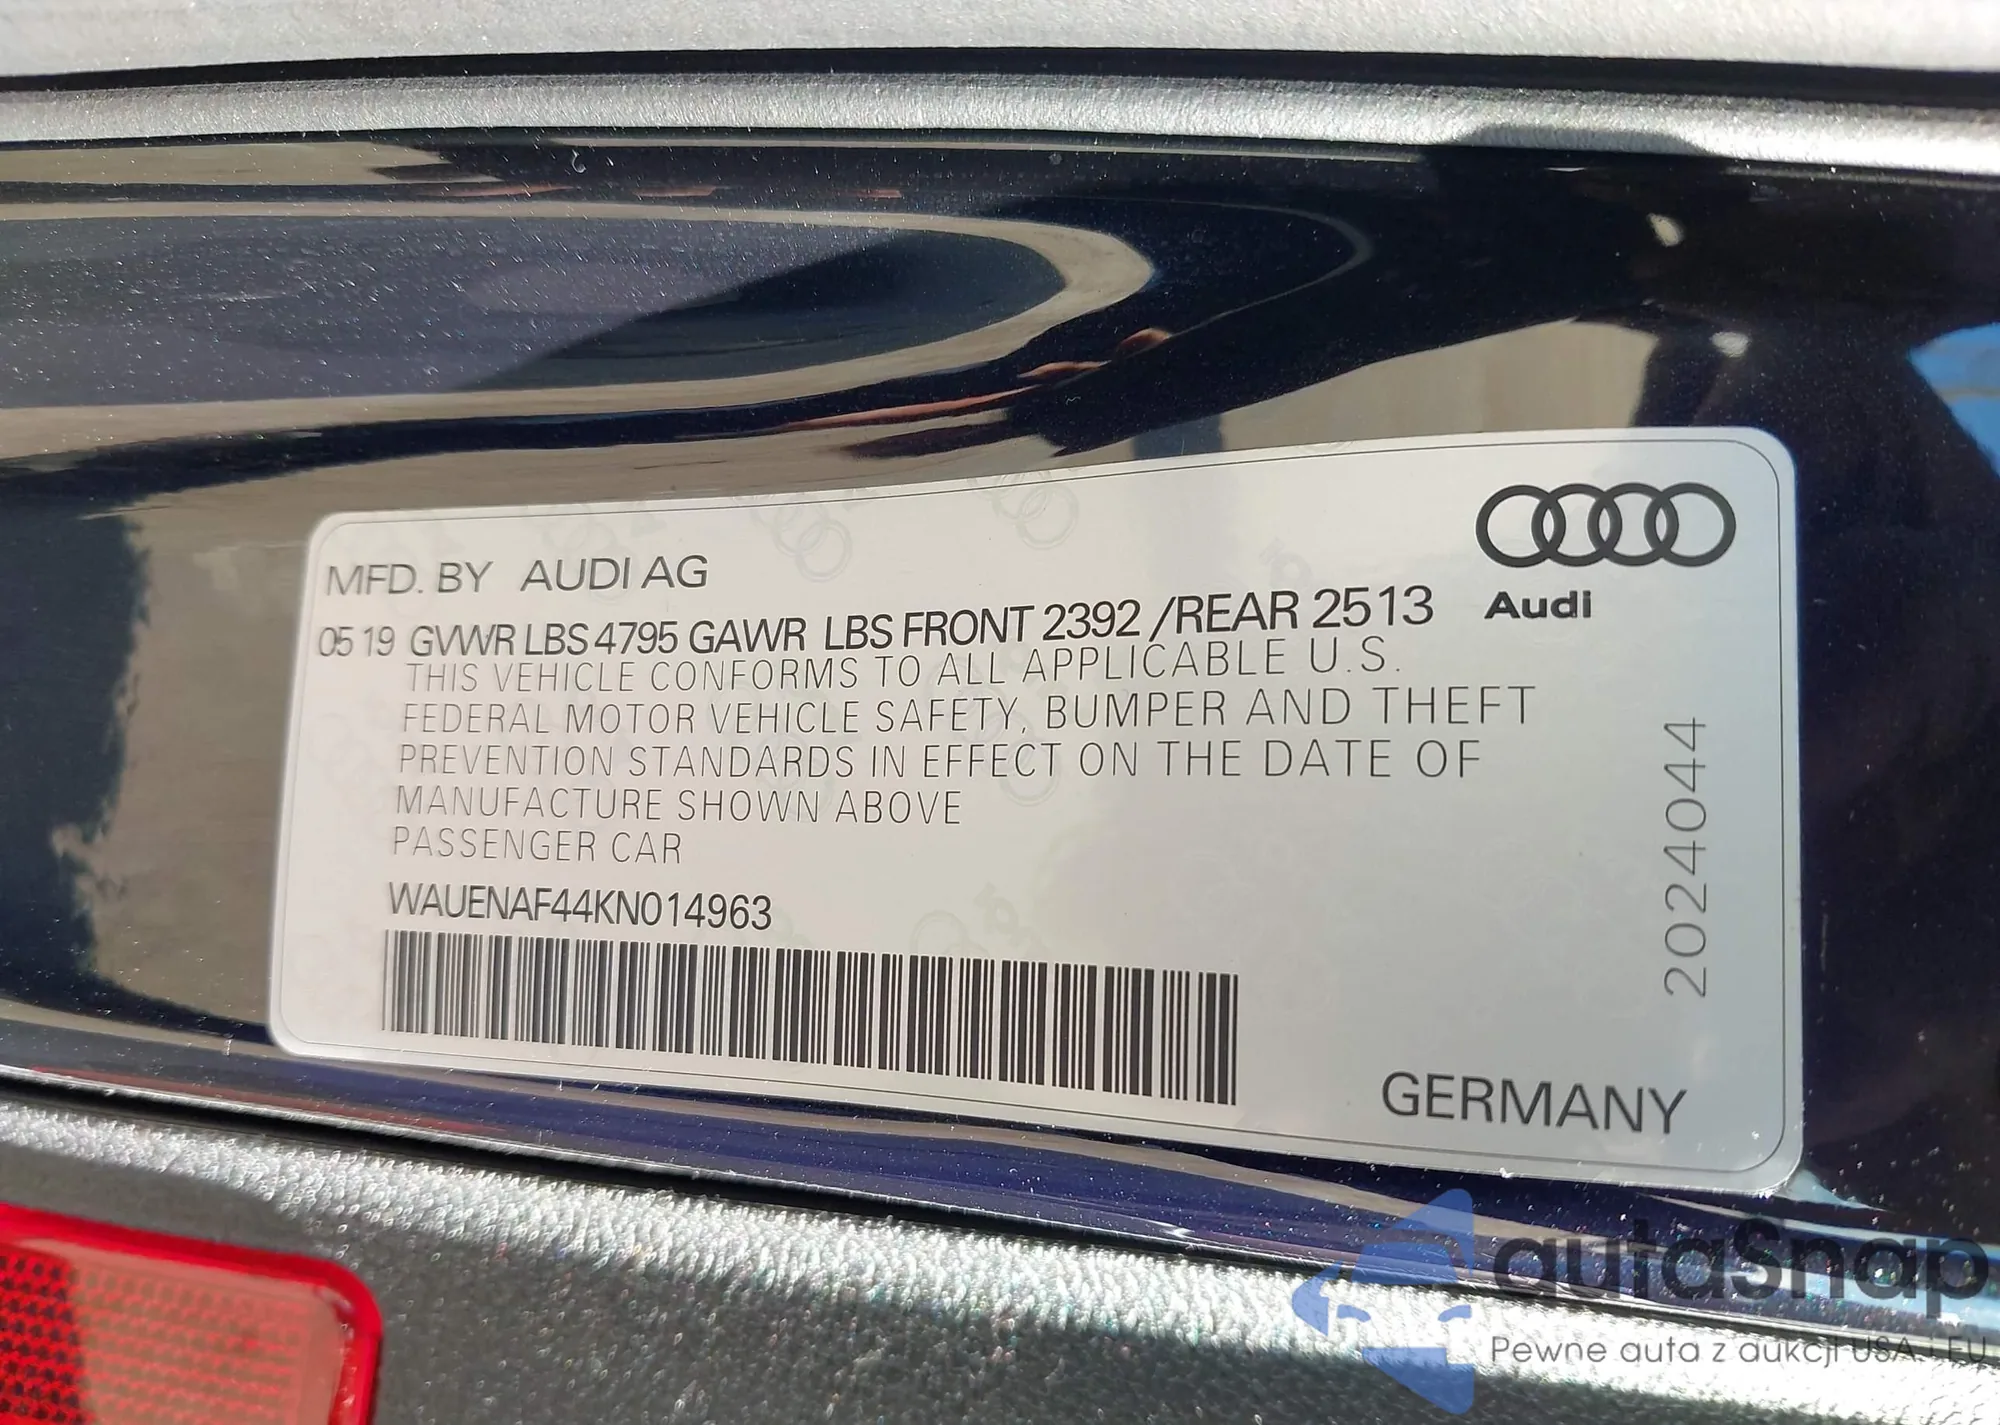 MFD. BY AUDI AG
Audi
05 19 GVWR LBS 4795 GAWR LBS FRONT 2392 /REAR 2513
THIS VEHICLE CONFORMS TO ALL APPLICABLE U.S.
FEDERAL MOTOR VEHICLE SAFETY, BUMPER AND THEFT
PREVENTION STANDARDS IN EFFECT ON THE DATE OF
MANUFACTURE SHOWN ABOVE
PASSENGER CAR
WAUENAF44KN014963
2024044
GERMANY
autaSnap
Pewne auta z aukcji USA i EU